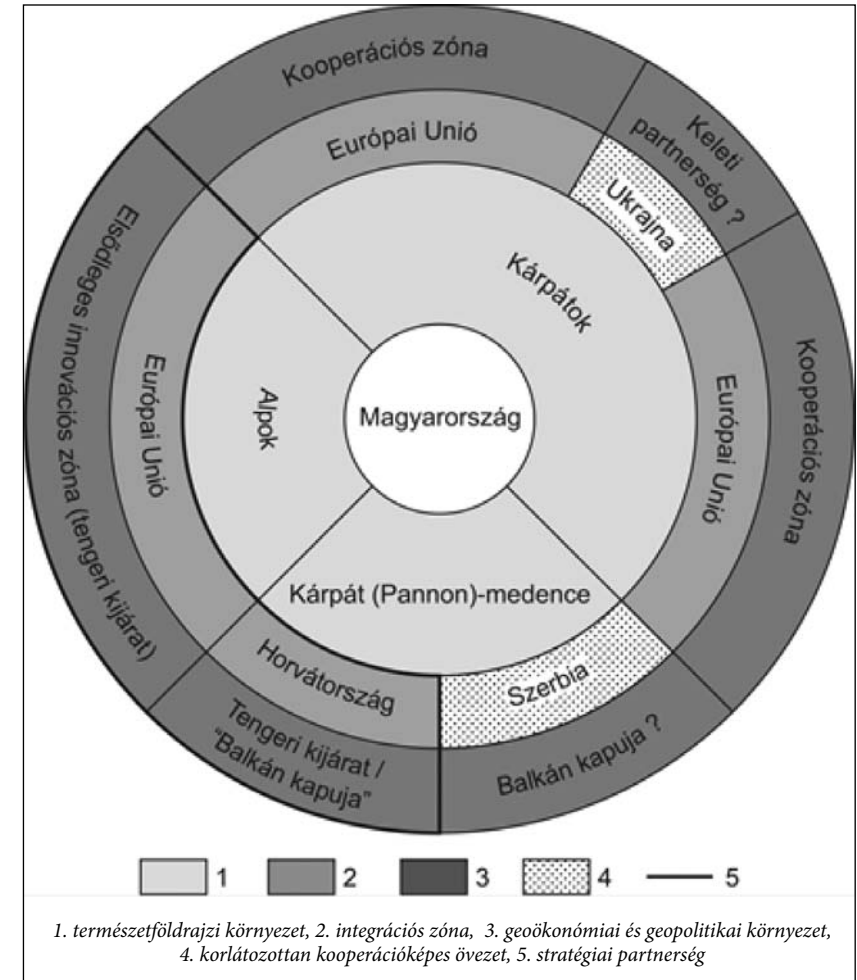 Kooperációs zóna
Keleti
partnerség ?
Európai Unió
Ukrajna
Kárpátok
Elsődleges innovációs zóna (tengeri kijárat)
Európai Unió
Alpok
Magyarország
Európai Unió
Kooperációs zóna
Kárpát (Pannon)-medence
Horvátország
Szerbia
Tengeri kijárat /
"Balkán kapuja"
Balkán kapuja ?
1 2 3 4 5
1. természetföldrajzi környezet, 2. integrációs zóna, 3. geoökonómiai és geopolitikai környezet,
4. korlátozottan kooperációképes övezet, 5. stratégiai partnerség